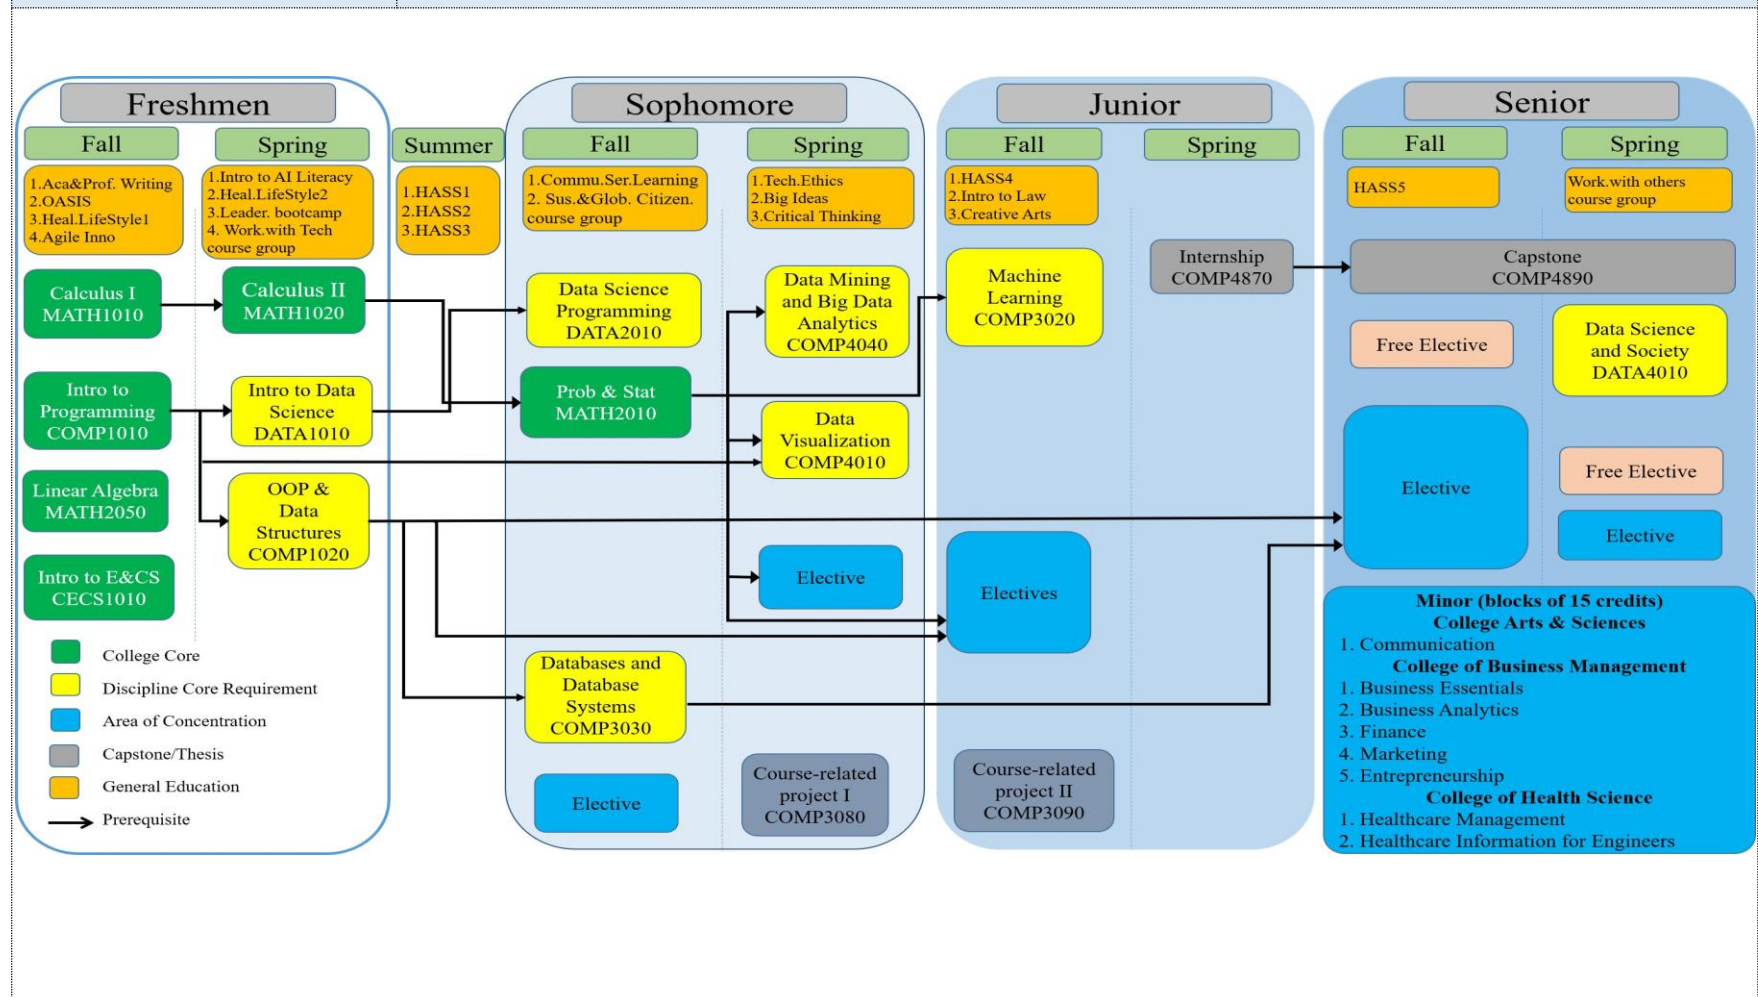 Freshmen
Fall
Spring
Summer
1.Aca&Prof. Writing
2.OASIS
3.Heal.LifeStyle1
4.Agile Inno
1.Intro to AI Literacy
2.Heal.LifeStyle2
3.Leader. bootcamp
4. Work.with Tech
course group
1.HASS1
2.HASS2
3.HASS3
Calculus I
MATH1010
Calculus II
MATH1020
Intro to
Programming
COMP1010
Intro to Data
Science
DATA1010
Linear Algebra
MATH2050
OOP &
Data
Structures
COMP1020
Intro to E&CS
CECS1010
College Core
Discipline Core Requirement
Area of Concentration
Capstone/Thesis
General Education
Prerequisite
Sophomore
Fall
Spring
1.Commu.Ser.Learning
2. Sus.&Glob. Citizen.
course group
1.Tech.Ethics
2.Big Ideas
3.Critical Thinking
Data Science
Programming
DATA2010
Data Mining
and Big Data
Analytics
COMP4040
Prob & Stat
MATH2010
Data
Visualization
COMP4010
Elective
Databases and
Database
Systems
COMP3030
Elective
Course-related
project I
COMP3080
Junior
Fall
Spring
1.HASS4
2.Intro to Law
3.Creative Arts
Machine
Learning
COMP3020
Internship
COMP4870
Electives
Course-related
project II
COMP3090
Senior
Fall
Spring
HASS5
Work.with others
course group
Capstone
COMP4890
Free Elective
Data Science
and Society
DATA4010
Elective
Free Elective
Elective
Minor (blocks of 15 credits)
College Arts & Sciences
1. Communication
College of Business Management
1. Business Essentials
2. Business Analytics
3. Finance
4. Marketing
5. Entrepreneurship
College of Health Science
1. Healthcare Management
2. Healthcare Information for Engineers